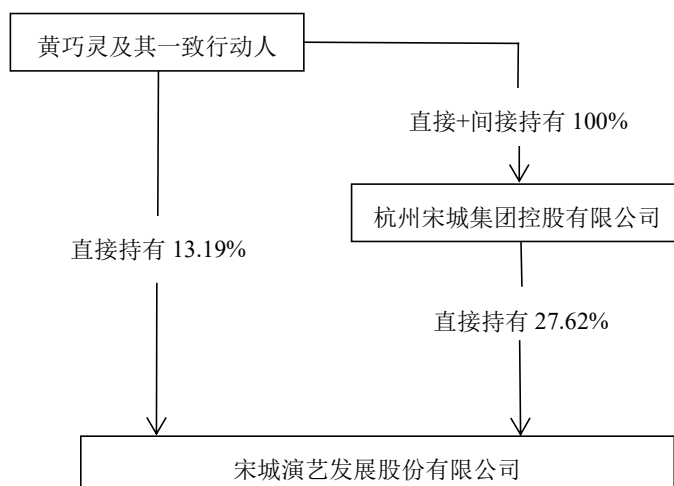 黄巧灵及其一致行动人
直接+间接持有 100%
杭州宋城集团控股有限公司
直接持有 13.19%
直接持有 27.62%
宋城演艺发展股份有限公司